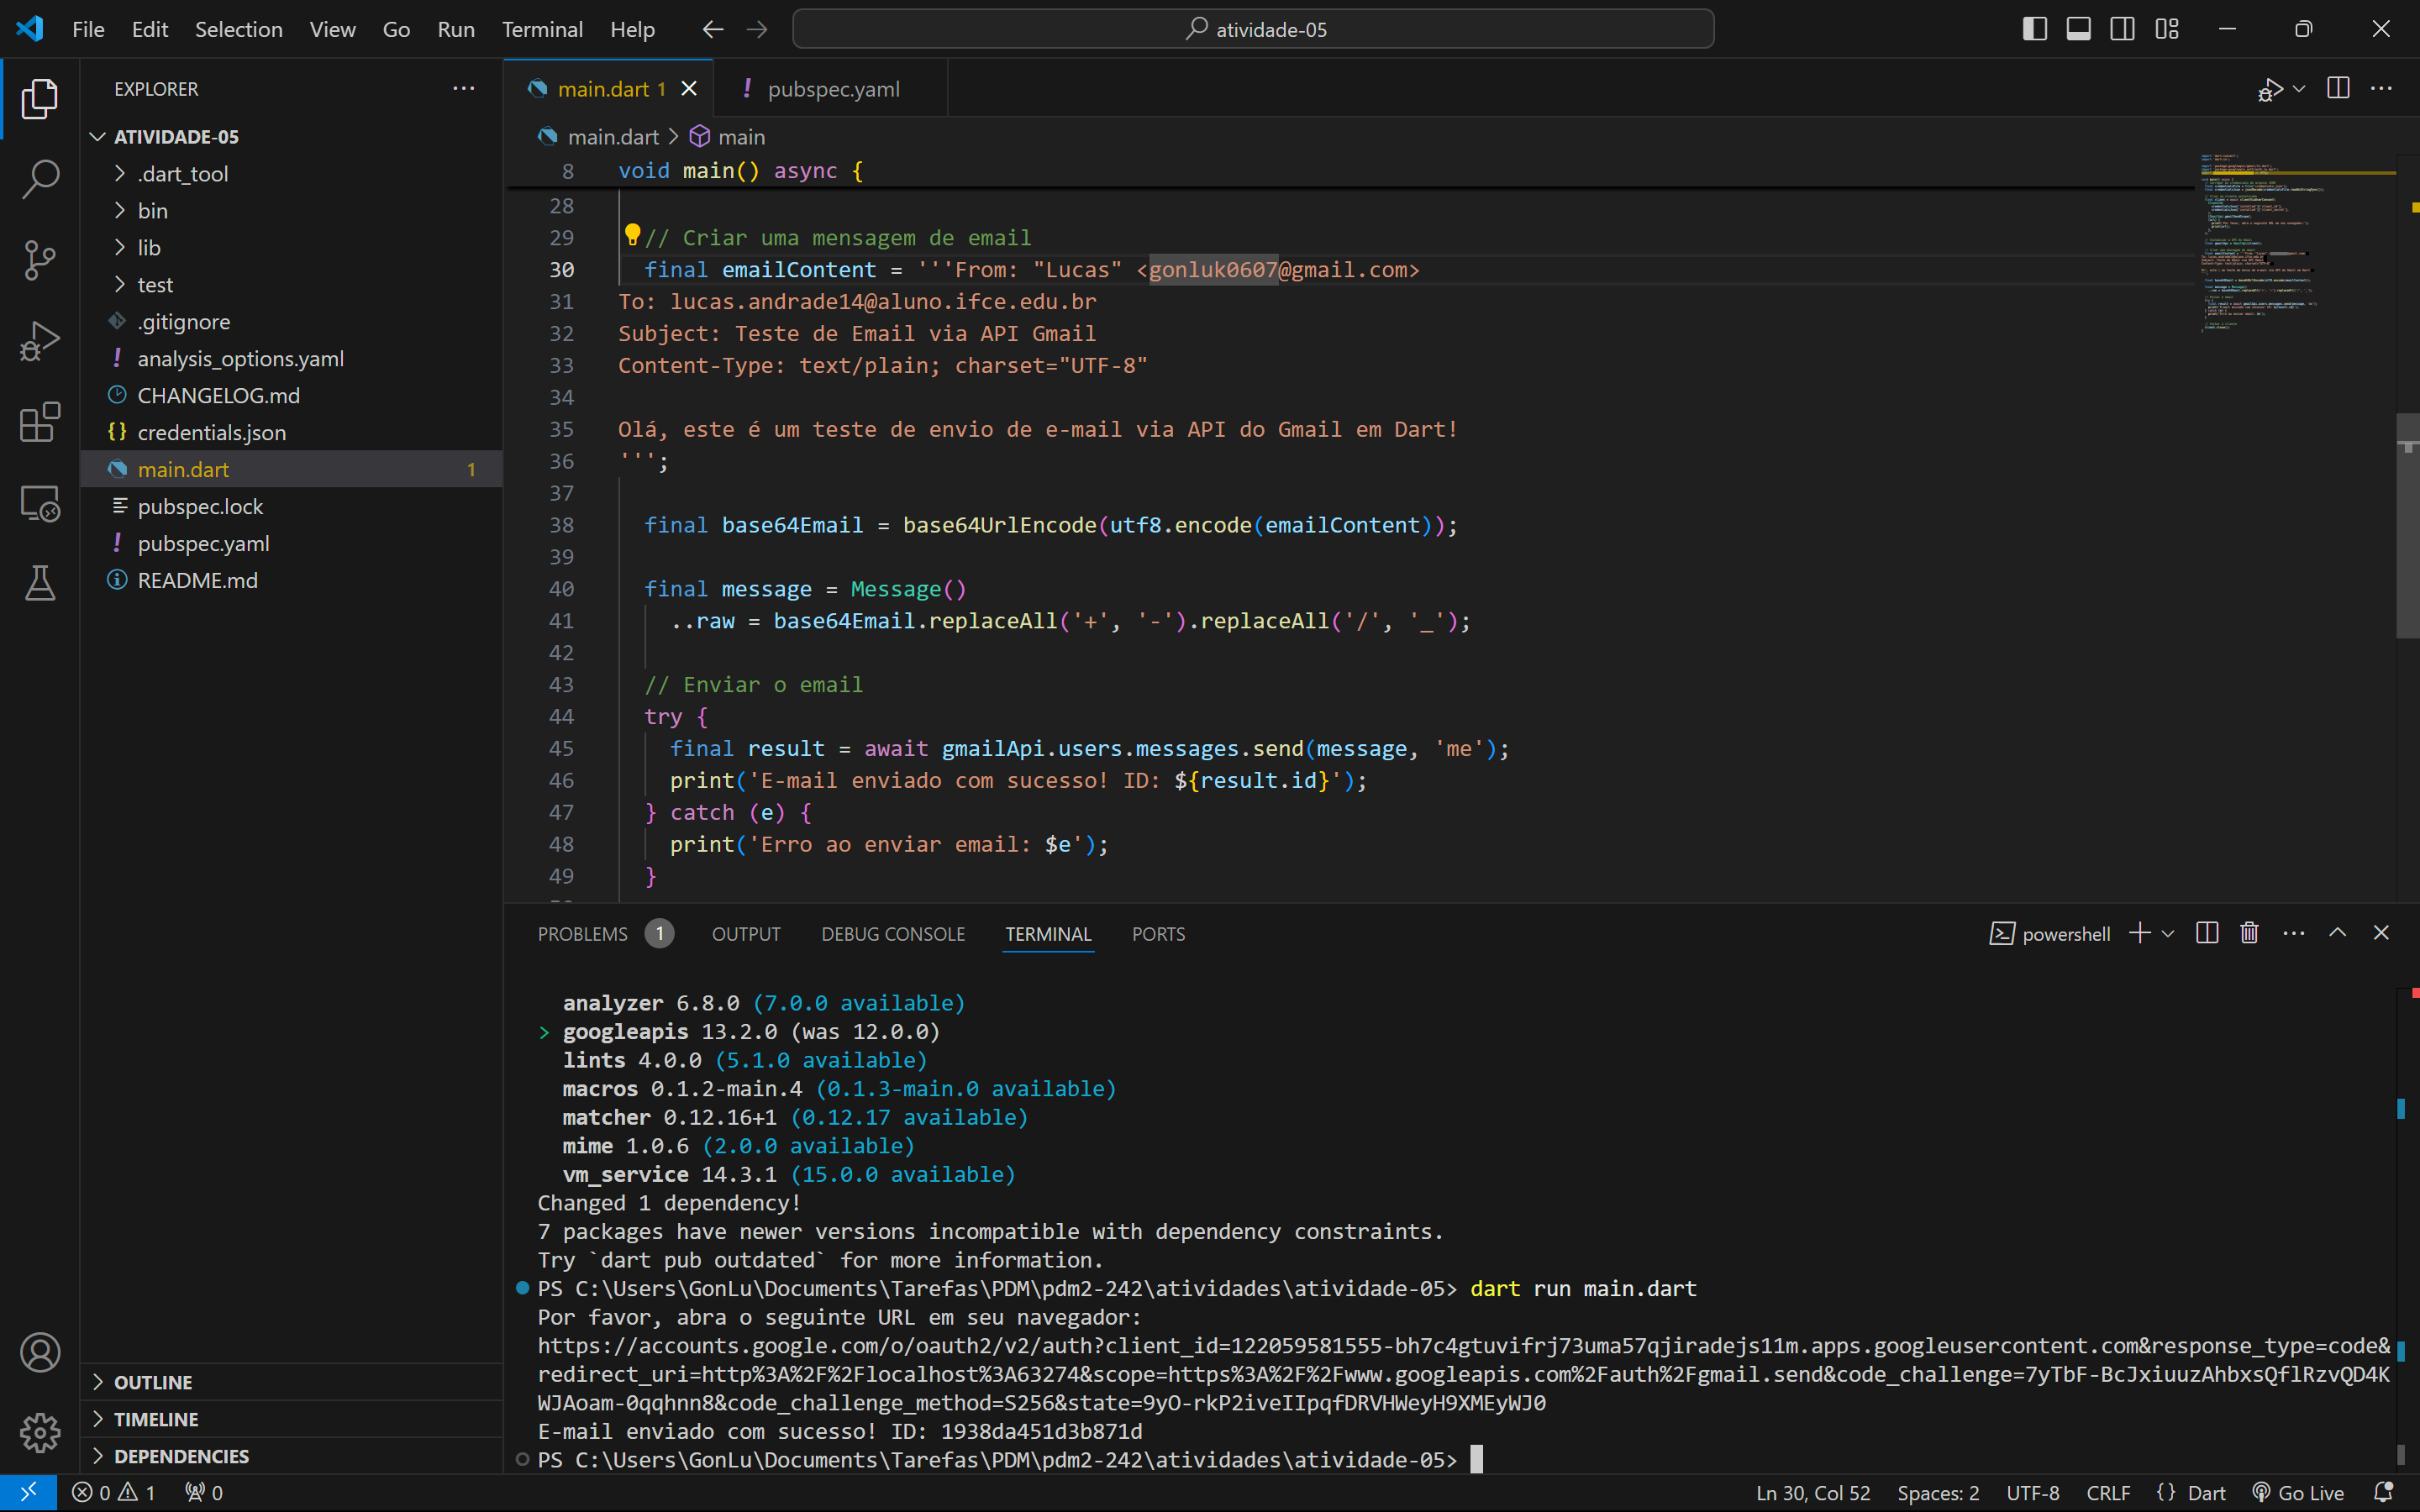 File Edit Selection View Go Run Terminal Help atividade-05
EXPLORER
ATIVIDADE-05
.dart_tool
bin
lib
test
.gitignore
! analysis_options.yaml
CHANGELOG.md
{} credentials.json
main.dart 1
pubspec.lock
! pubspec.yaml
README.md
OUTLINE
TIMELINE
DEPENDENCIES
main.dart 1 ! pubspec.yaml
main.dart > main
8 void main() async {
28
29 // Criar uma mensagem de email
30 final emailContent = '''From: "Lucas" <gonluk0607@gmail.com>
31 To: lucas.andrade14@aluno.ifce.edu.br
32 Subject: Teste de Email via API Gmail
33 Content-Type: text/plain; charset="UTF-8"
34
35 Olá, este é um teste de envio de e-mail via API do Gmail em Dart!
36 ''';
37
38 final base64Email = base64UrlEncode(utf8.encode(emailContent));
39
40 final message = Message()
41 ..raw = base64Email.replaceAll('+', '-').replaceAll('/', '_');
42
43 // Enviar o email
44 try {
45 final result = await gmailApi.users.messages.send(message, 'me');
46 print('E-mail enviado com sucesso! ID: ${result.id}');
47 } catch (e) {
48 print('Erro ao enviar email: $e');
49 }
PROBLEMS 1 OUTPUT DEBUG CONSOLE TERMINAL PORTS powershell
analyzer 6.8.0 (7.0.0 available)
> googleapis 13.2.0 (was 12.0.0)
lints 4.0.0 (5.1.0 available)
macros 0.1.2-main.4 (0.1.3-main.0 available)
matcher 0.12.16+1 (0.12.17 available)
mime 1.0.6 (2.0.0 available)
vm_service 14.3.1 (15.0.0 available)
Changed 1 dependency!
7 packages have newer versions incompatible with dependency constraints.
Try `dart pub outdated` for more information.
PS C:\Users\GonLu\Documents\Tarefas\PDM\pdm2-242\atividades\atividade-05> dart run main.dart
Por favor, abra o seguinte URL em seu navegador:
https://accounts.google.com/o/oauth2/v2/auth?client_id=122059581555-bh7c4gtuvifrj73uma57qjiradejs11m.apps.googleusercontent.com&response_type=code&
redirect_uri=http%3A%2F%2Flocalhost%3A63274&scope=https%3A%2F%2Fwww.googleapis.com%2Fauth%2Fgmail.send&code_challenge=7yTbF-BcJxiuuzAhbxsQflRzvQD4K
WJAoam-0qqhnn8&code_challenge_method=S256&state=9yO-rkP2iveIIpqfDRVHWeyH9XMEyWJ0
E-mail enviado com sucesso! ID: 1938da451d3b871d
PS C:\Users\GonLu\Documents\Tarefas\PDM\pdm2-242\atividades\atividade-05>
0 1 0 Ln 30, Col 52 Spaces: 2 UTF-8 CRLF {} Dart Go Live